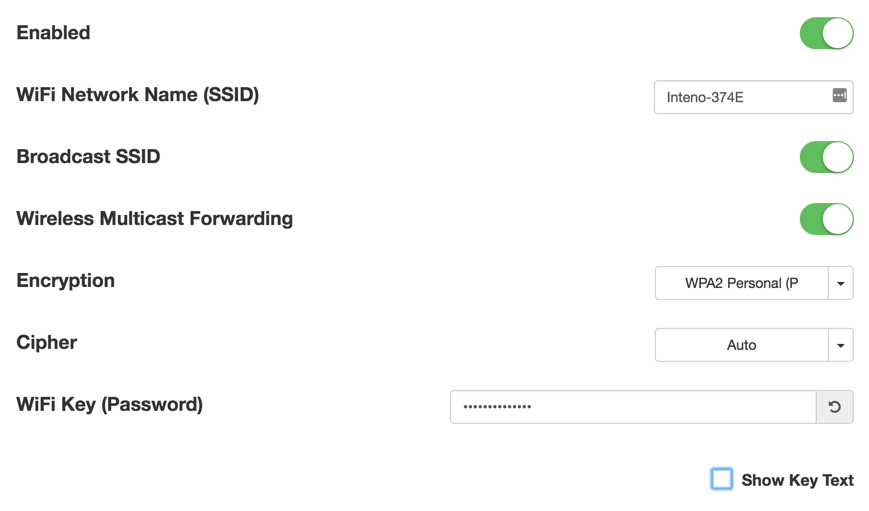 Enabled
WiFi Network Name (SSID)
Inteno-374E
Broadcast SSID
Wireless Multicast Forwarding
Encryption
WPA2 Personal (P
Cipher
Auto
WiFi Key (Password)
••••••••••••••
Show Key Text